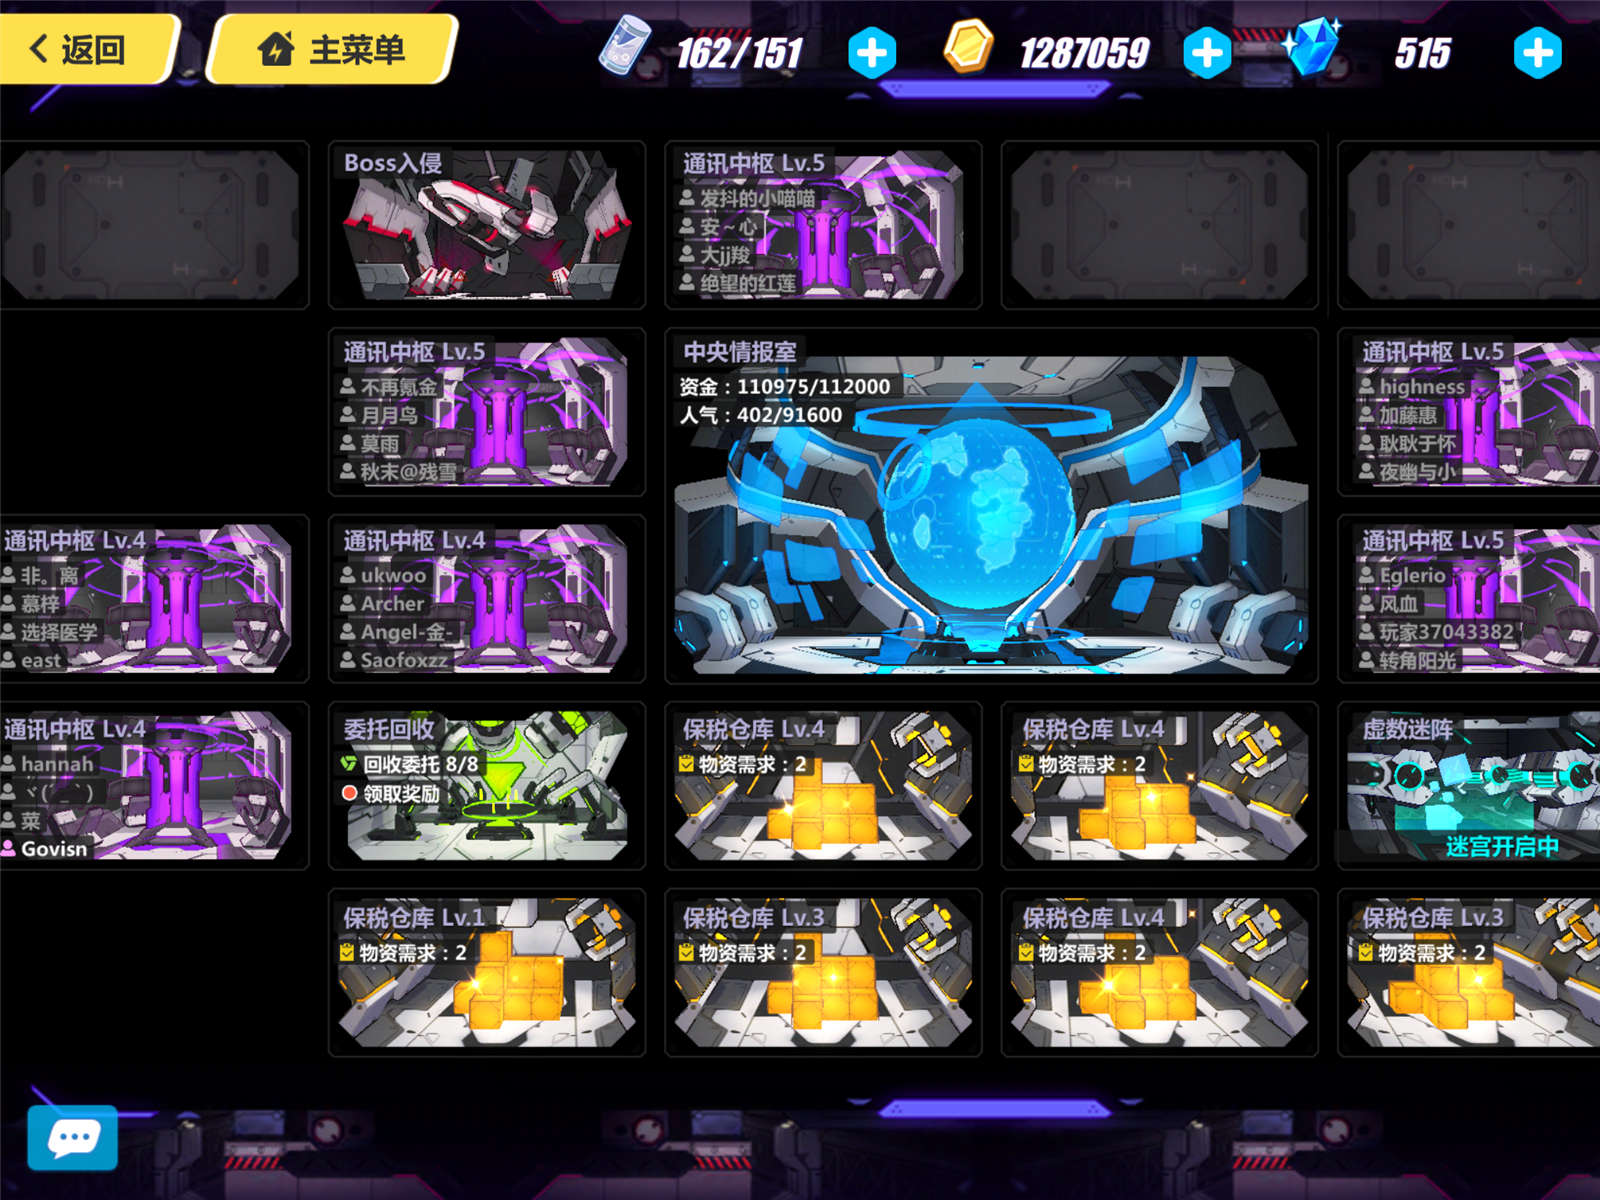 返回
主菜单
162/151
1287059
515
Boss入侵
通讯中枢 Lv.5
发抖的小喵喵
安~心
大jj羧
绝望的红莲
通讯中枢 Lv.5
不再氪金
月月鸟
莫雨
秋末@残雪
中央情报室
资金：110975/112000
人气：402/91600
通讯中枢 Lv.5
highness
加藤惠
耿耿于怀
夜幽与小
通讯中枢 Lv.4
非。离
慕梓
选择医学
east
通讯中枢 Lv.4
ukwoo
Archer
Angel-金-
Saofoxzz
通讯中枢 Lv.5
Eglerio
风血
玩家37043382
转角阳光
通讯中枢 Lv.4
hannah
菜
Govisn
委托回收
回收委托 8/8
领取奖励
保税仓库 Lv.4
物资需求：2
保税仓库 Lv.4
物资需求：2
虚数迷阵
迷宫开启中
保税仓库 Lv.1
物资需求：2
保税仓库 Lv.3
物资需求：2
保税仓库 Lv.4
物资需求：2
保税仓库 Lv.3
物资需求：2